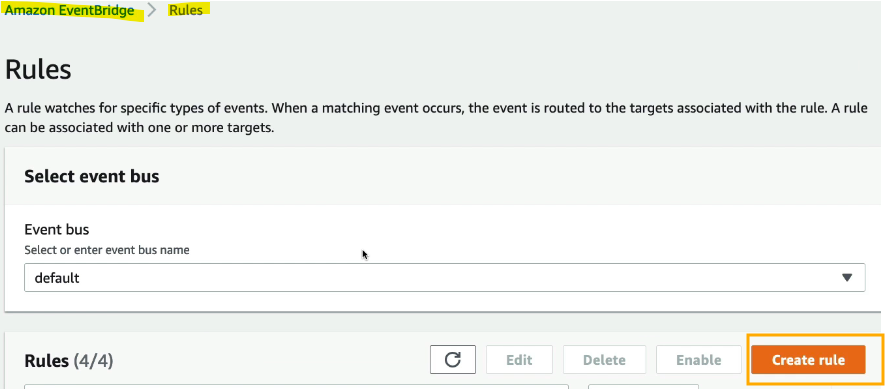 Amazon EventBridge > Rules
Rules
A rule watches for specific types of events. When a matching event occurs, the event is routed to the targets associated with the rule. A rule
can be associated with one or more targets.
Select event bus
Event bus
Select or enter event bus name
default
Rules (4/4) Edit Delete Enable Create rule